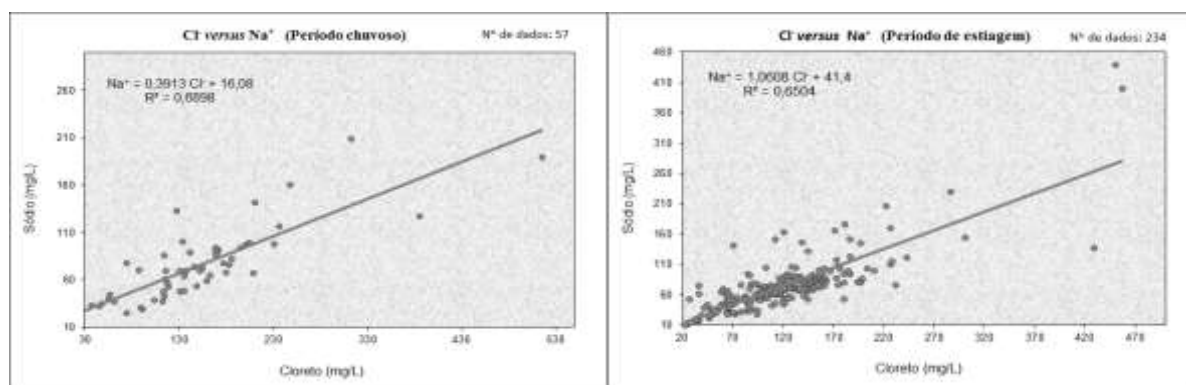 Cl⁻ versus Na⁺ (Período chuvoso)
Nº de dados: 57
Na⁺ = 0,3913 Cl⁻ + 16,08
R² = 0,6898
Sódio (mg/L)
260
210
160
110
60
10
30
130
230
330
430
530
Cloreto (mg/L)
Cl⁻ versus Na⁺ (Período de estiagem)
Nº de dados: 234
Na⁺ = 1,0608 Cl⁻ + 41,4
R² = 0,6504
Sódio (mg/L)
460
410
360
310
260
210
160
110
60
10
20
70
120
170
220
270
320
370
420
470
Cloreto (mg/L)